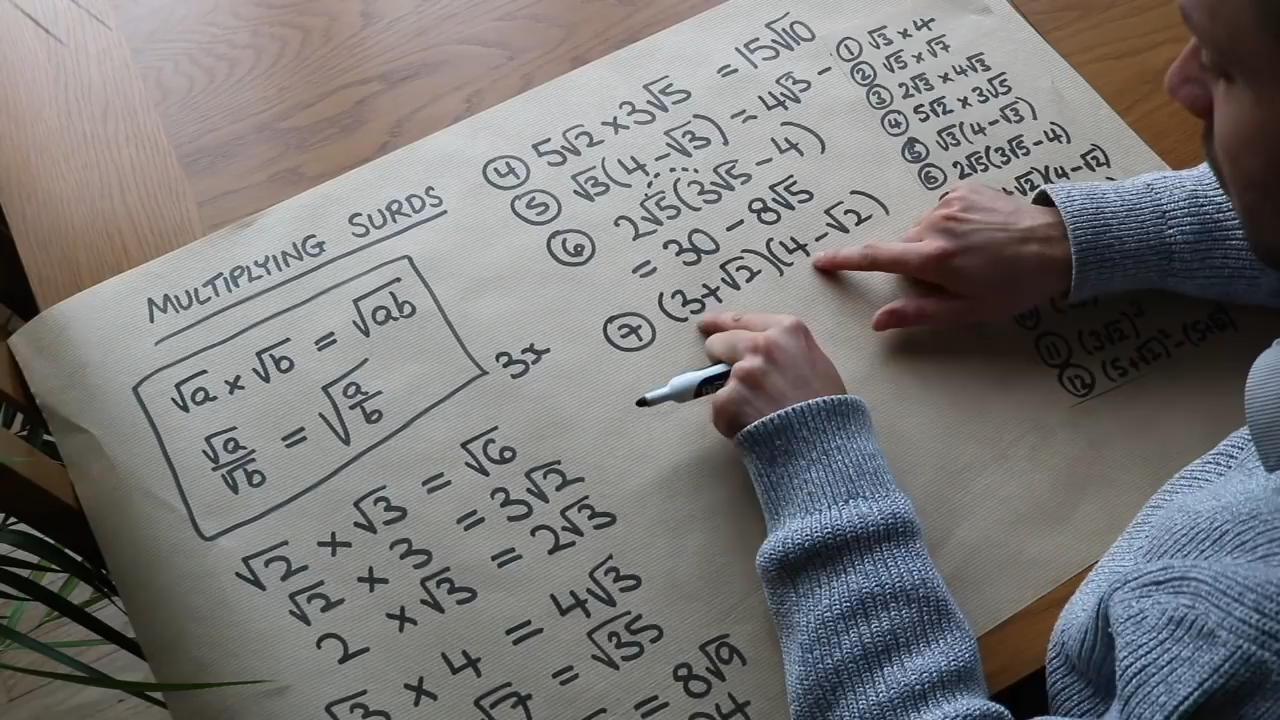 MULTIPLYING SURDS
√a × √b = √ab
√a/√b = √(a/b)
3x
√2 × √3 = √6
√2 × 3 = 3√2
2 × √3 = 2√3
√3 × 4 = 4√3
√7 = √35
= 8√9
④ 5√2 × 3√5 = 15√10
⑤ √3(4-√3) = 4√3 -
⑥ 2√5(3√5 - 4)
= 30 - 8√5
⑦ (3+√2)(4-√2)
① √3 × 4
② √5 × √7
③ 2√3 × 4√3
④ 5√2 × 3√5
⑤ √3(4-√3)
⑥ 2√5(3√5-4)
√2)(4-√2)
⑪ (3√2)
⑫ (5+√2)² -